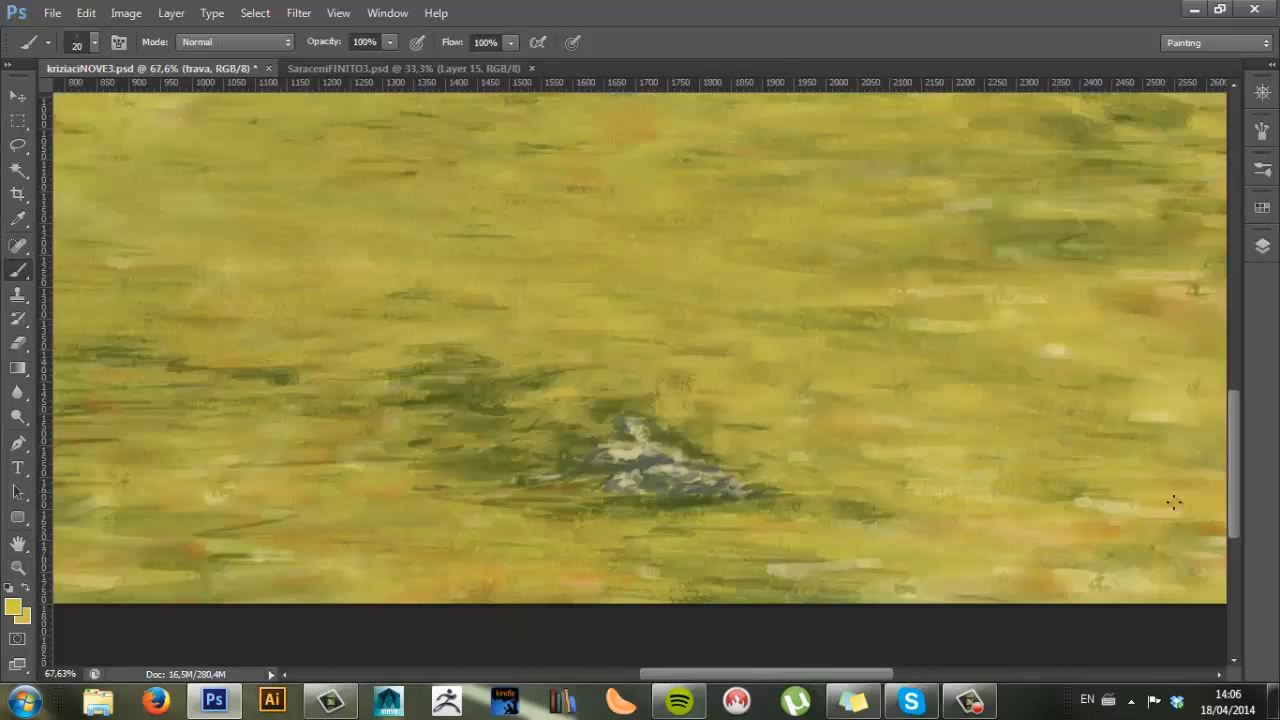 Ps File Edit Image Layer Type Select Filter View Window Help
20 Mode: Normal Opacity: 100% Flow: 100% Painting
kriziaciNOVE3.psd @ 67,6% (trava, RGB/8) * × SaraceniFINITO3.psd @ 33,3% (Layer 15, RGB/8) ×
800 850 900 950 1000 1050 1100 1150 1200 1250 1300 1350 1400 1450 1500 1550 1600 1650 1700 1750 1800 1850 1900 1950 2000 2050 2100 2150 2200 2250 2300 2350 2400 2450 2500 2550 2600
T
67,63% Doc: 16,5M/280,4M
Ps Ai MAYA kindle S EN 14:06
18/04/2014